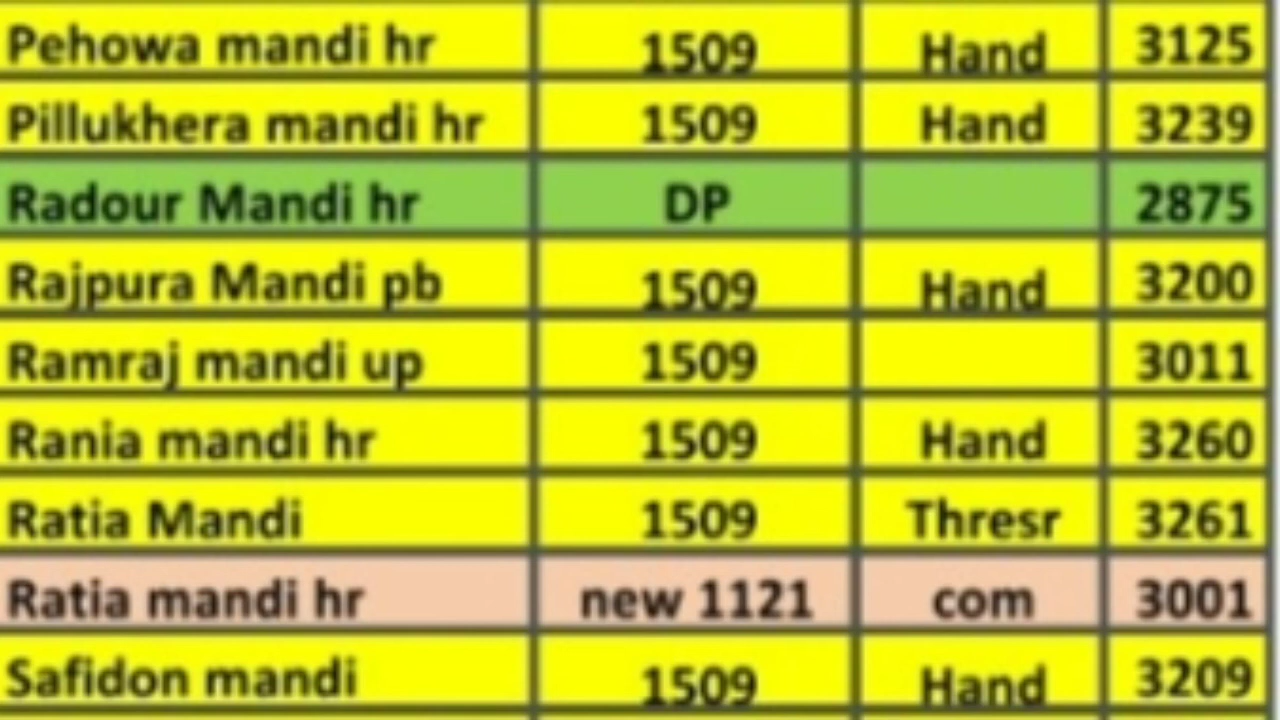 Pehowa mandi hr 1509 Hand 3125
Pillukhera mandi hr 1509 Hand 3239
Radour Mandi hr DP 2875
Rajpura Mandi pb 1509 Hand 3200
Ramraj mandi up 1509 3011
Rania mandi hr 1509 Hand 3260
Ratia Mandi 1509 Thresr 3261
Ratia mandi hr new 1121 com 3001
Safidon mandi 1509 Hand 3209